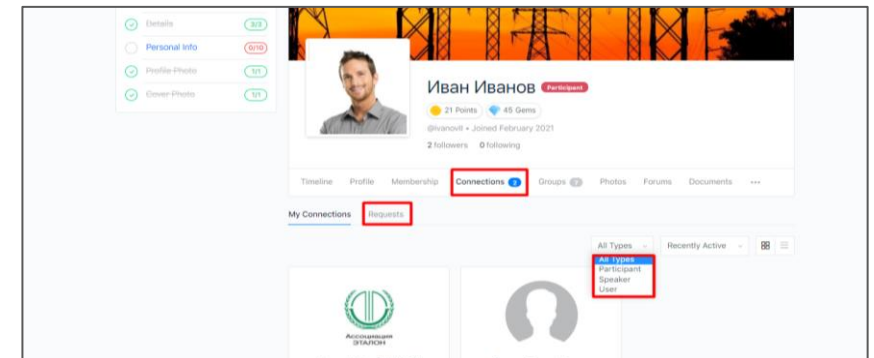 Details 3/3
Personal Info 0/10
Profile Photo 1/1
Cover Photo 1/1
Иван Иванов Participant
21 Points 45 Gems
@ivanovit • Joined February 2021
2 followers 0 following
Timeline Profile Membership Connections 2 Groups Photos Forums Documents
My Connections Requests
All Types Recently Active
All Types
Participant
Speaker
User
Ассоциация
ЭТАЛОН